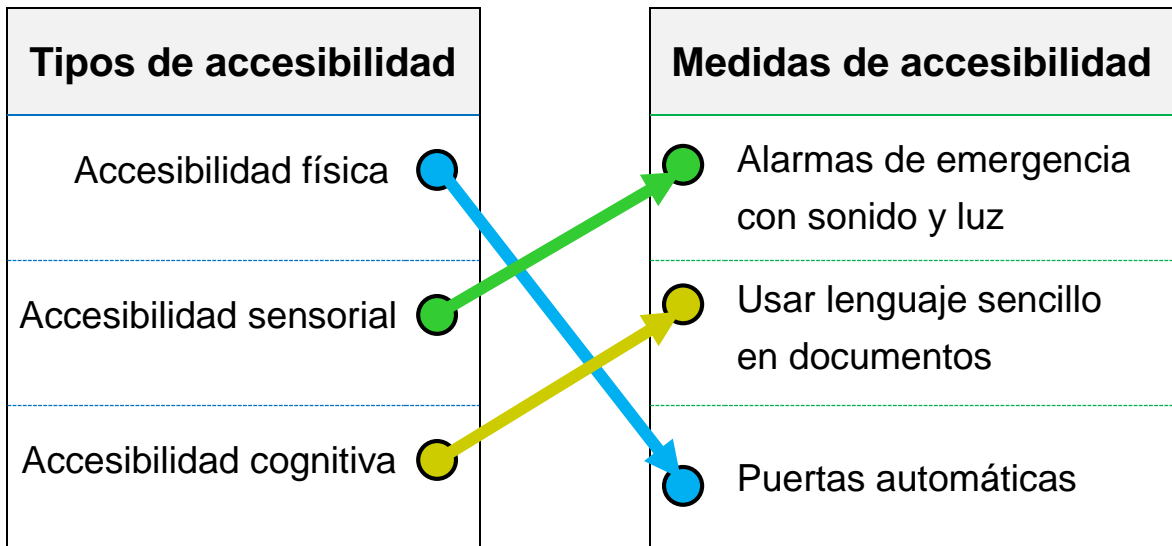 Tipos de accesibilidad
Accesibilidad física
Accesibilidad sensorial
Accesibilidad cognitiva
Medidas de accesibilidad
Alarmas de emergencia
con sonido y luz
Usar lenguaje sencillo
en documentos
Puertas automáticas